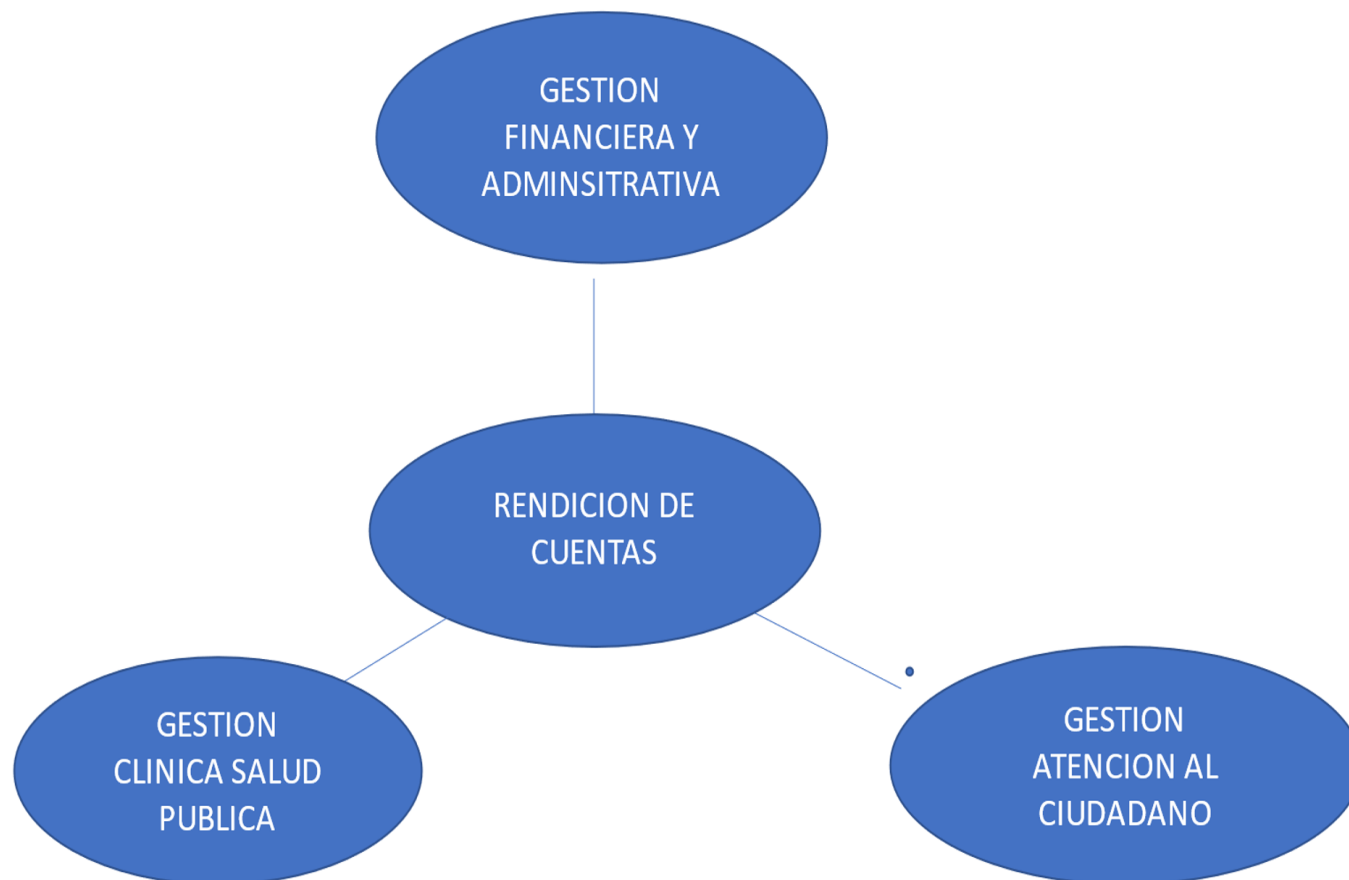 GESTION
FINANCIERA Y
ADMINSITRATIVA
RENDICION DE
CUENTAS
GESTION
CLINICA SALUD
PUBLICA
GESTION
ATENCION AL
CIUDADANO